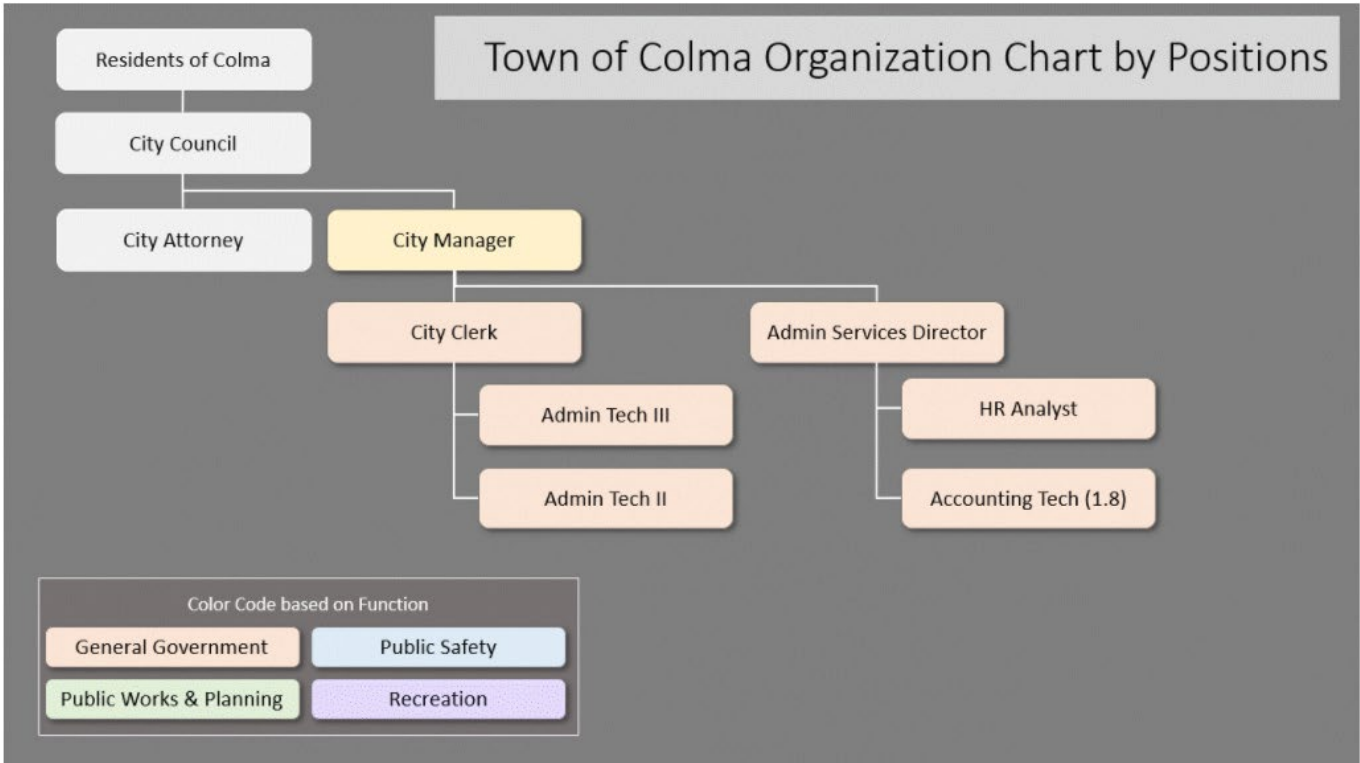 Town of Colma Organization Chart by Positions
Residents of Colma
City Council
City Attorney
City Manager
City Clerk
Admin Services Director
Admin Tech III
HR Analyst
Admin Tech II
Accounting Tech (1.8)
Color Code based on Function
General Government
Public Safety
Public Works & Planning
Recreation